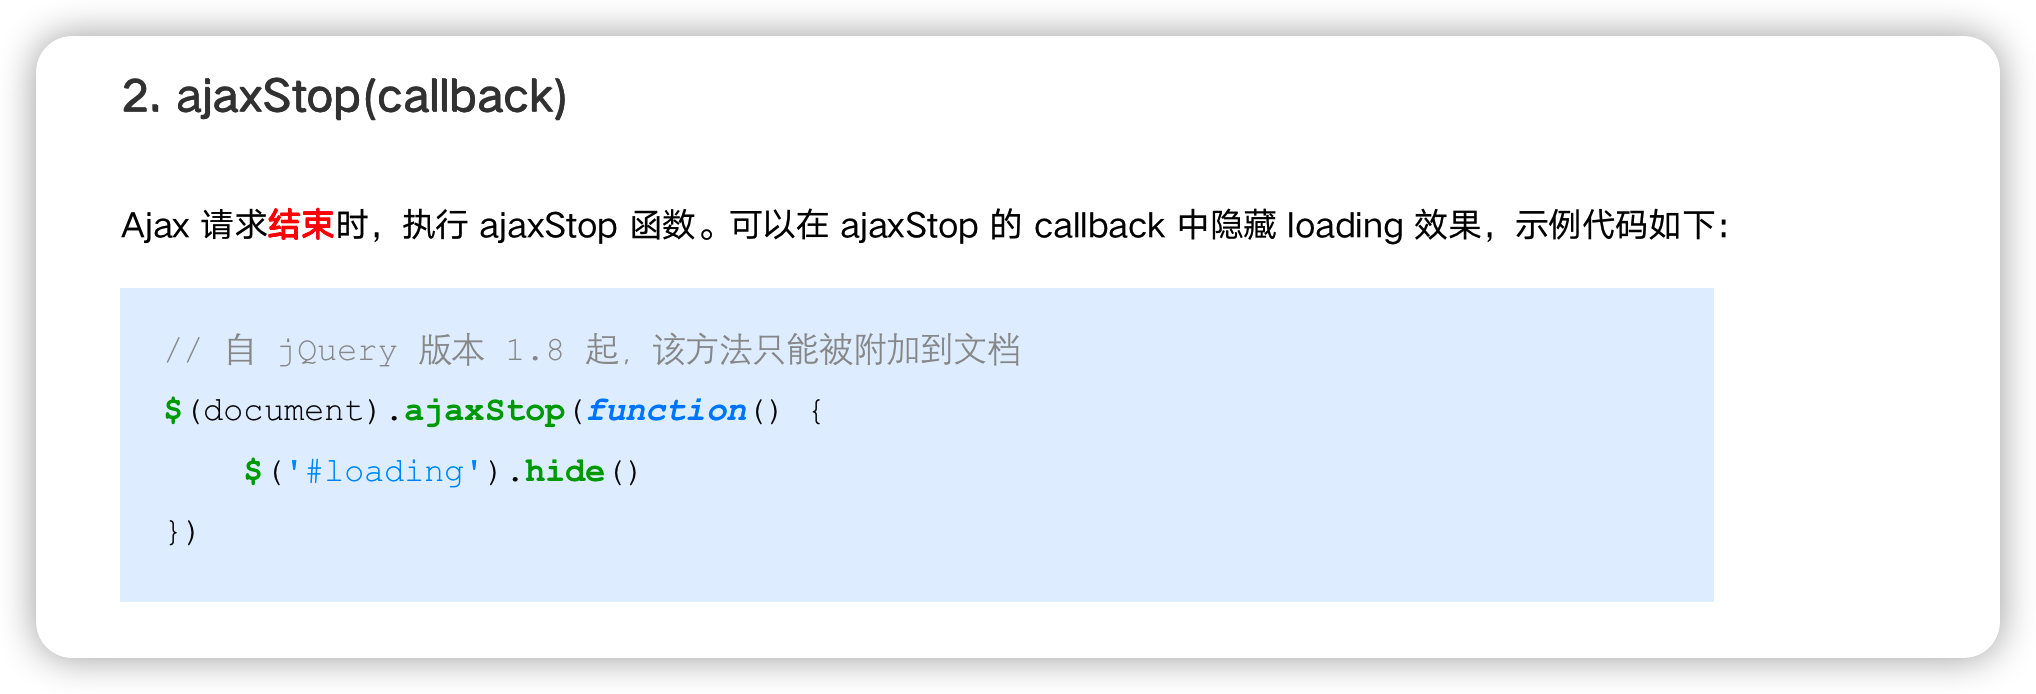 2. ajaxStop(callback)
Ajax 请求结束时，执行 ajaxStop 函数。可以在 ajaxStop 的 callback 中隐藏 loading 效果，示例代码如下：
// 自 jQuery 版本 1.8 起，该方法只能被附加到文档
$(document).ajaxStop(function() {
    $('#loading').hide()
})